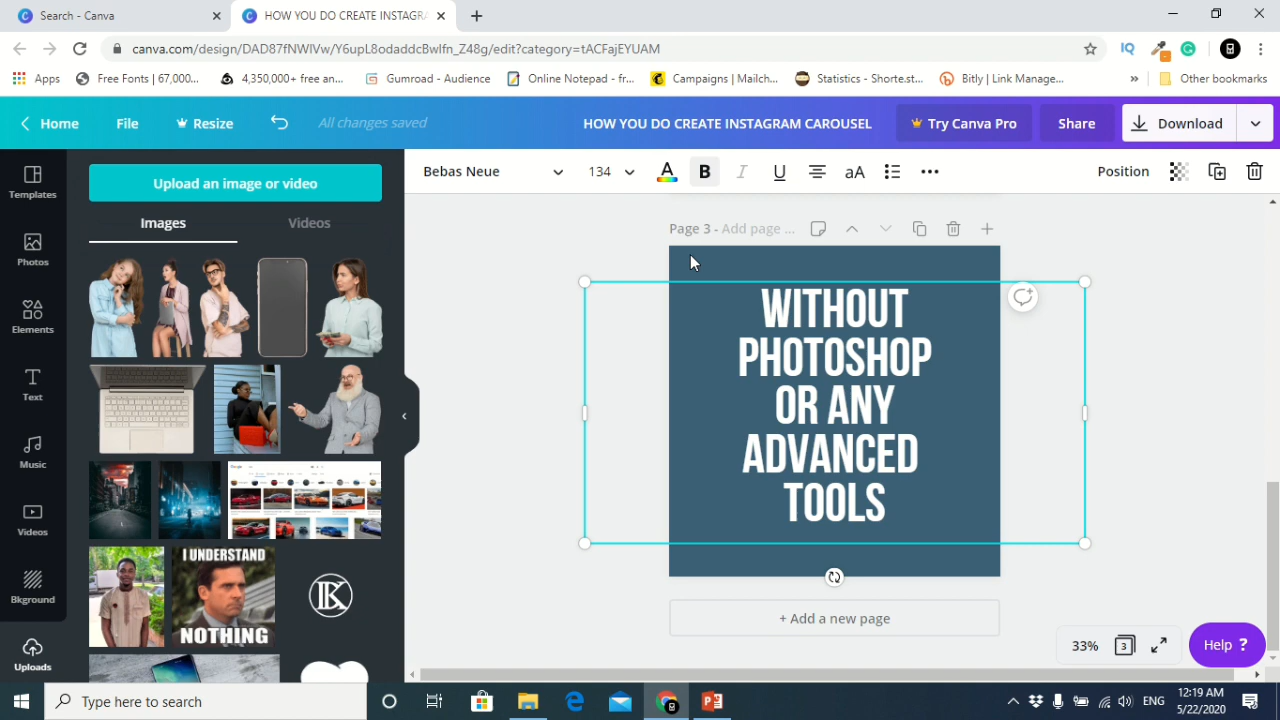 Search - Canva
HOW YOU DO CREATE INSTAGRA
canva.com/design/DAD87fNWIVw/Y6upL8odaddcBwIfn_Z48g/edit?category=tACFajEYUAM
IQ
Apps
Free Fonts | 67,000...
4,350,000+ free an...
Gumroad - Audience
Online Notepad - fr...
Campaigns | Mailch...
Statistics - Shorte.st...
Bitly | Link Manage...
»
Other bookmarks
Home
File
Resize
All changes saved
HOW YOU DO CREATE INSTAGRAM CAROUSEL
Try Canva Pro
Share
Download
Templates
Photos
Elements
Text
Music
Videos
Bkground
Uploads
Upload an image or video
Images
Videos
I UNDERSTAND
NOTHING
K
Bebas Neue
134
A
B
I
U
aA
Position
Page 3 - Add page ...
WITHOUT
PHOTOSHOP
OR ANY
ADVANCED
TOOLS
+ Add a new page
33%
3
Help ?
Type here to search
ENG
12:19 AM
5/22/2020